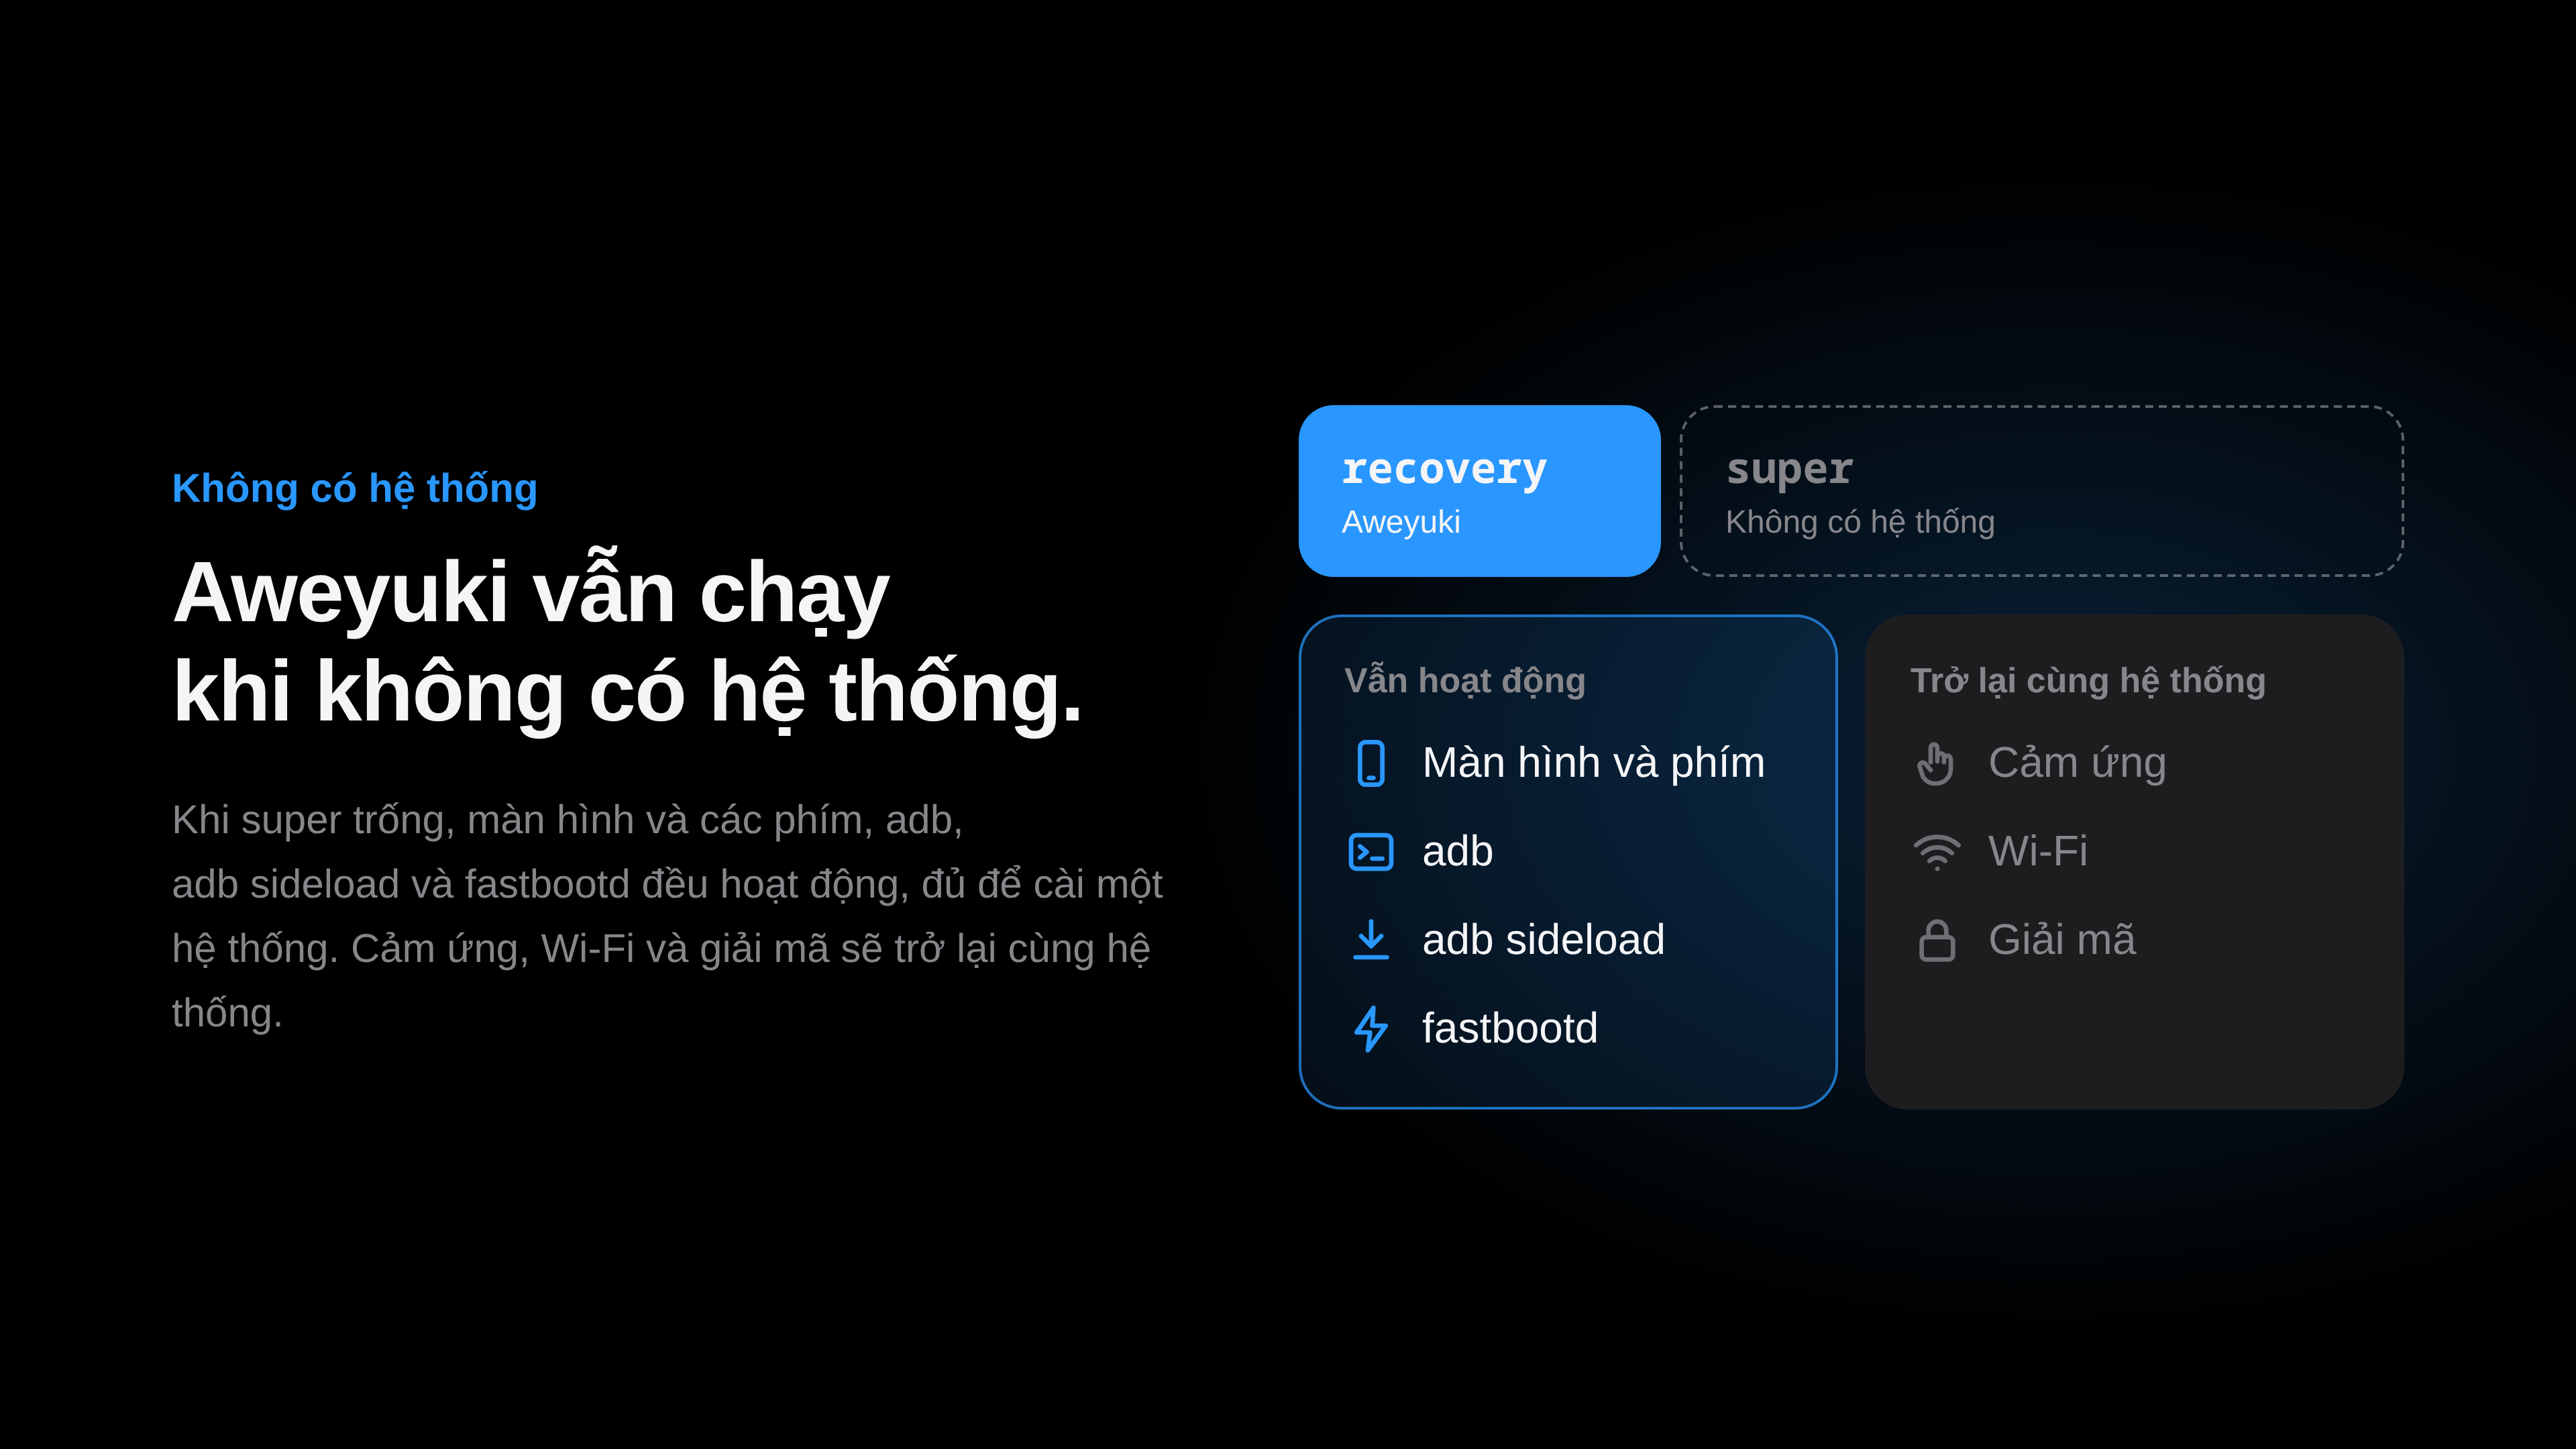 Không có hệ thống
Aweyuki vẫn chạy
khi không có hệ thống.
Khi super trống, màn hình và các phím, adb,
adb sideload và fastbootd đều hoạt động, đủ để cài một
hệ thống. Cảm ứng, Wi-Fi và giải mã sẽ trở lại cùng hệ
thống.
recovery
Aweyuki
super
Không có hệ thống
Vẫn hoạt động
Màn hình và phím
adb
adb sideload
fastbootd
Trở lại cùng hệ thống
Cảm ứng
Wi-Fi
Giải mã